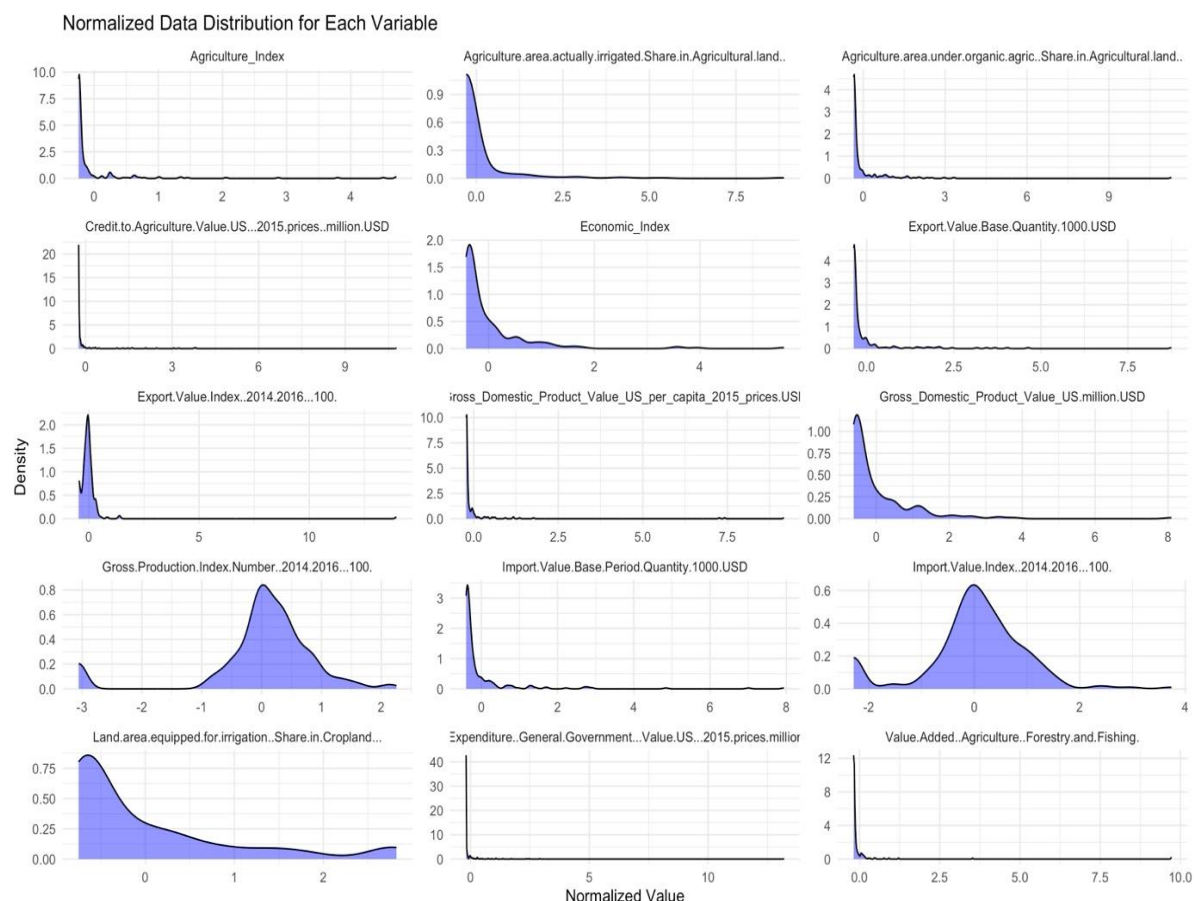 Normalized Data Distribution for Each Variable
Agriculture_Index
Agriculture.area.actually.irrigated.Share.in.Agricultural.land..
Agriculture.area.under.organic.agric..Share.in.Agricultural.land..
10.0
7.5
5.0
2.5
0.0
0 1 2 3 4
0.9
0.6
0.3
0.0
0.0 2.5 5.0 7.5
4
3
2
1
0
0 3 6 9
Credit.to.Agriculture.Value.US...2015.prices..million.USD
Economic_Index
Export.Value.Base.Quantity.1000.USD
20
15
10
5
0
0 3 6 9
2.0
1.5
1.0
0.5
0.0
0 2 4
4
3
2
1
0
0.0 2.5 5.0 7.5
Export.Value.Index..2014.2016...100.
Gross_Domestic_Product_Value_US_per_capita_2015_prices.USI
Gross_Domestic_Product_Value_US.million.USD
Density
2.0
1.5
1.0
0.5
0.0
0 5 10
10.0
7.5
5.0
2.5
0.0
0.0 2.5 5.0 7.5
1.00
0.75
0.50
0.25
0.00
0 2 4 6 8
Gross.Production.Index.Number..2014.2016...100.
Import.Value.Base.Period.Quantity.1000.USD
Import.Value.Index..2014.2016...100.
0.8
0.6
0.4
0.2
0.0
-3 -2 -1 0 1 2
3
2
1
0
0 2 4 6 8
0.6
0.4
0.2
0.0
-2 0 2 4
Land.area.equipped.for.irrigation..Share.in.Cropland...
Expenditure..General.Government...Value.US...2015.prices.millior
Value.Added..Agriculture..Forestry.and.Fishing.
0.75
0.50
0.25
0.00
0 1 2
40
30
20
10
0
0 5 10
12
8
4
0
0.0 2.5 5.0 7.5 10.0
Normalized Value